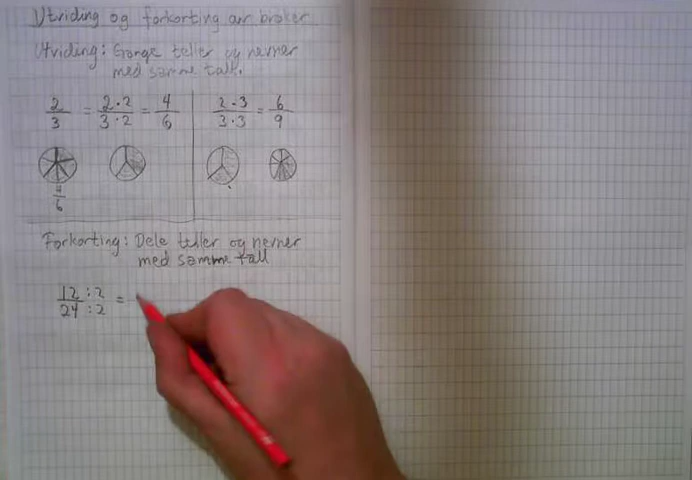 Utviding og forkorting av brøker
Utviding: Gange teller og nevner
med samme tall.
2/3 = 2·2/3·2 = 4/6
2·3/3·3 = 6/9
4/6
Forkorting: Dele teller og nevner
med samme tall
12:2/24:2 =